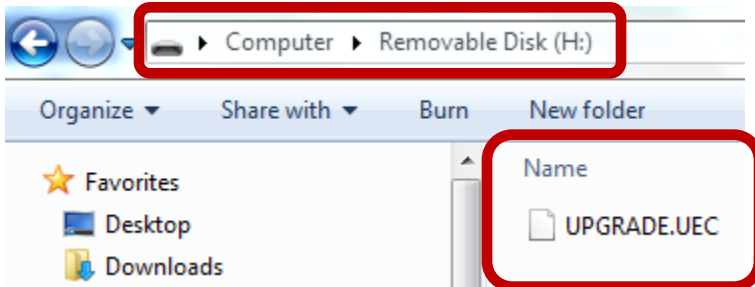 Computer Removable Disk (H:)
Organize Share with Burn New folder
Favorites
Desktop
Downloads
Name
UPGRADE.UEC